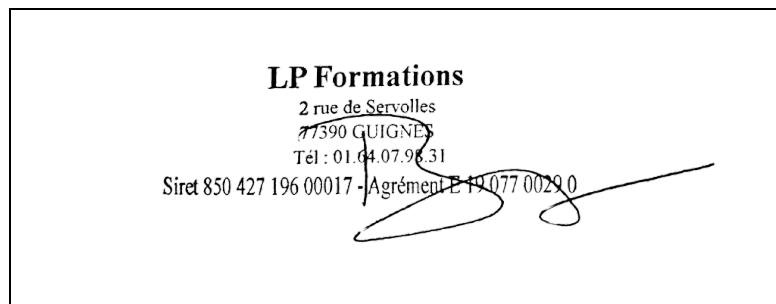 LP Formations
2 rue de Servolles
77390 GUIGNES
Tél : 01.64.07.98.31
Siret 850 427 196 00017 - Agrément E 19 077 0029 0